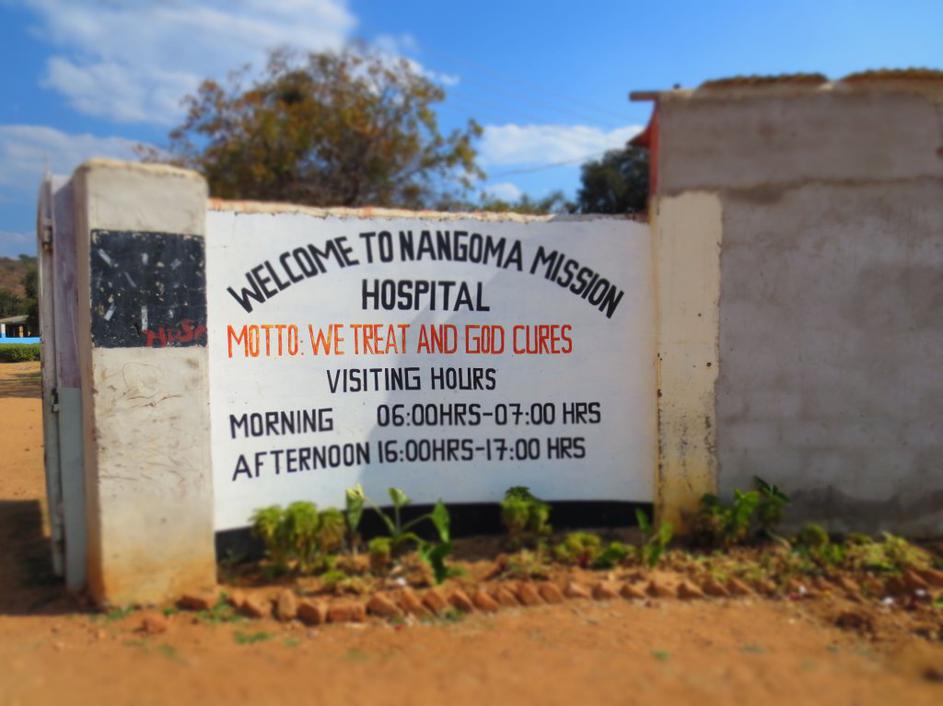 WELCOME TO NANGOMA MISSION
HOSPITAL
MOTTO: WE TREAT AND GOD CURES
VISITING HOURS
MORNING 06:00HRS-07:00 HRS
AFTERNOON 16:00HRS-17:00 HRS